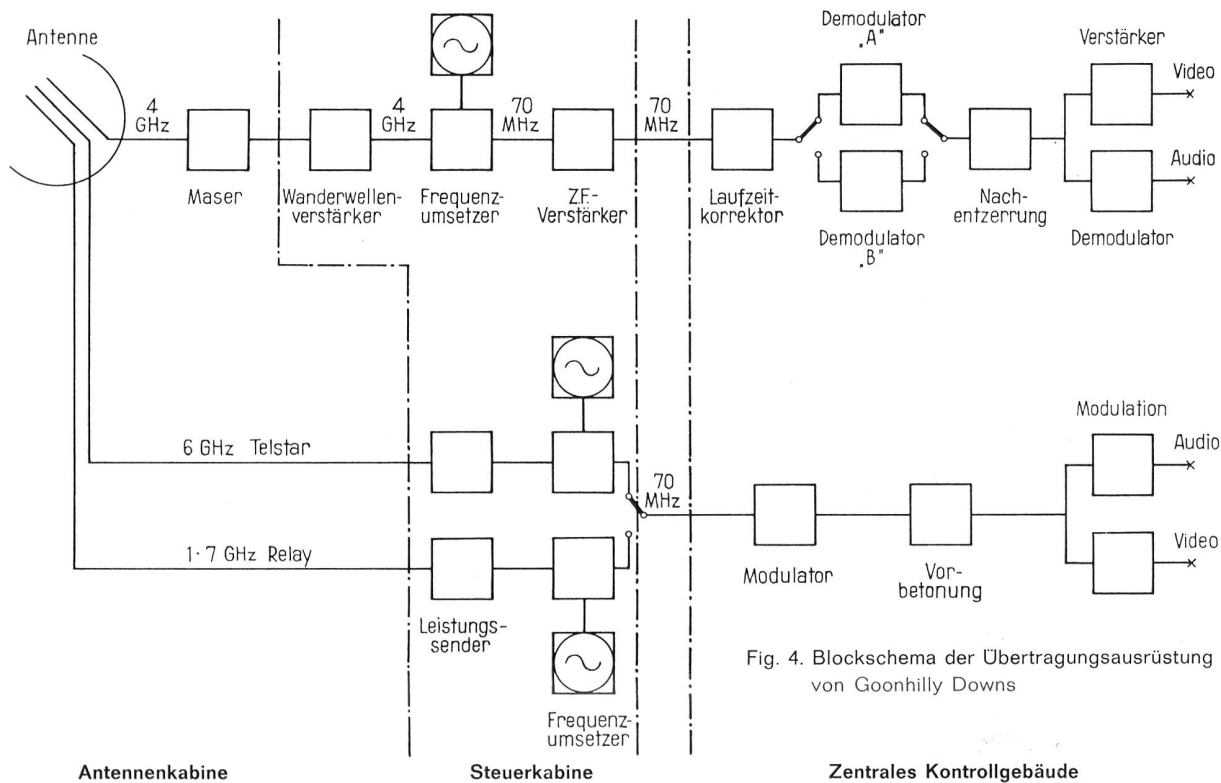 Antenne
4
GHz
Maser
Wanderwellen-
verstärker
4
GHz
Frequenz-
umsetzer
70
MHz
Z.F.-
Verstärker
70
MHz
Laufzeit-
korrektor
Demodulator
"A"
Demodulator
"B"
Nach-
entzerrung
Verstärker
Video
Audio
Demodulator
6 GHz Telstar
1·7 GHz Relay
Leistungs-
sender
Frequenz-
umsetzer
70
MHz
Modulator
Vor-
betonung
Modulation
Audio
Video
Fig. 4. Blockschema der Übertragungsausrüstung
von Goonhilly Downs
Antennenkabine
Steuerkabine
Zentrales Kontrollgebäude